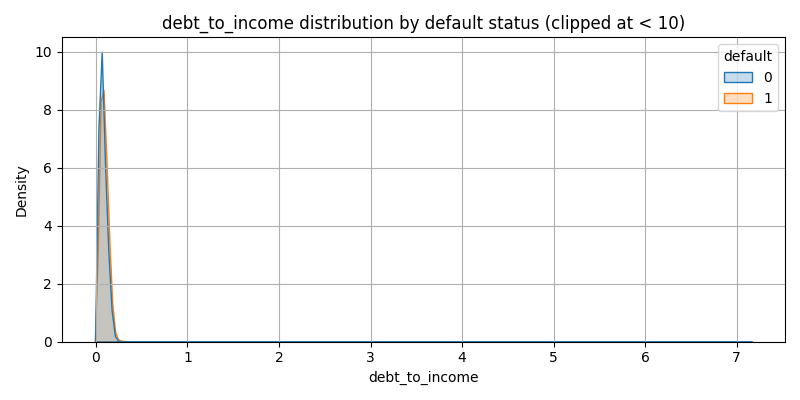 debt_to_income distribution by default status (clipped at < 10)
default
0
1
Density
10
8
6
4
2
0
0 1 2 3 4 5 6 7
debt_to_income